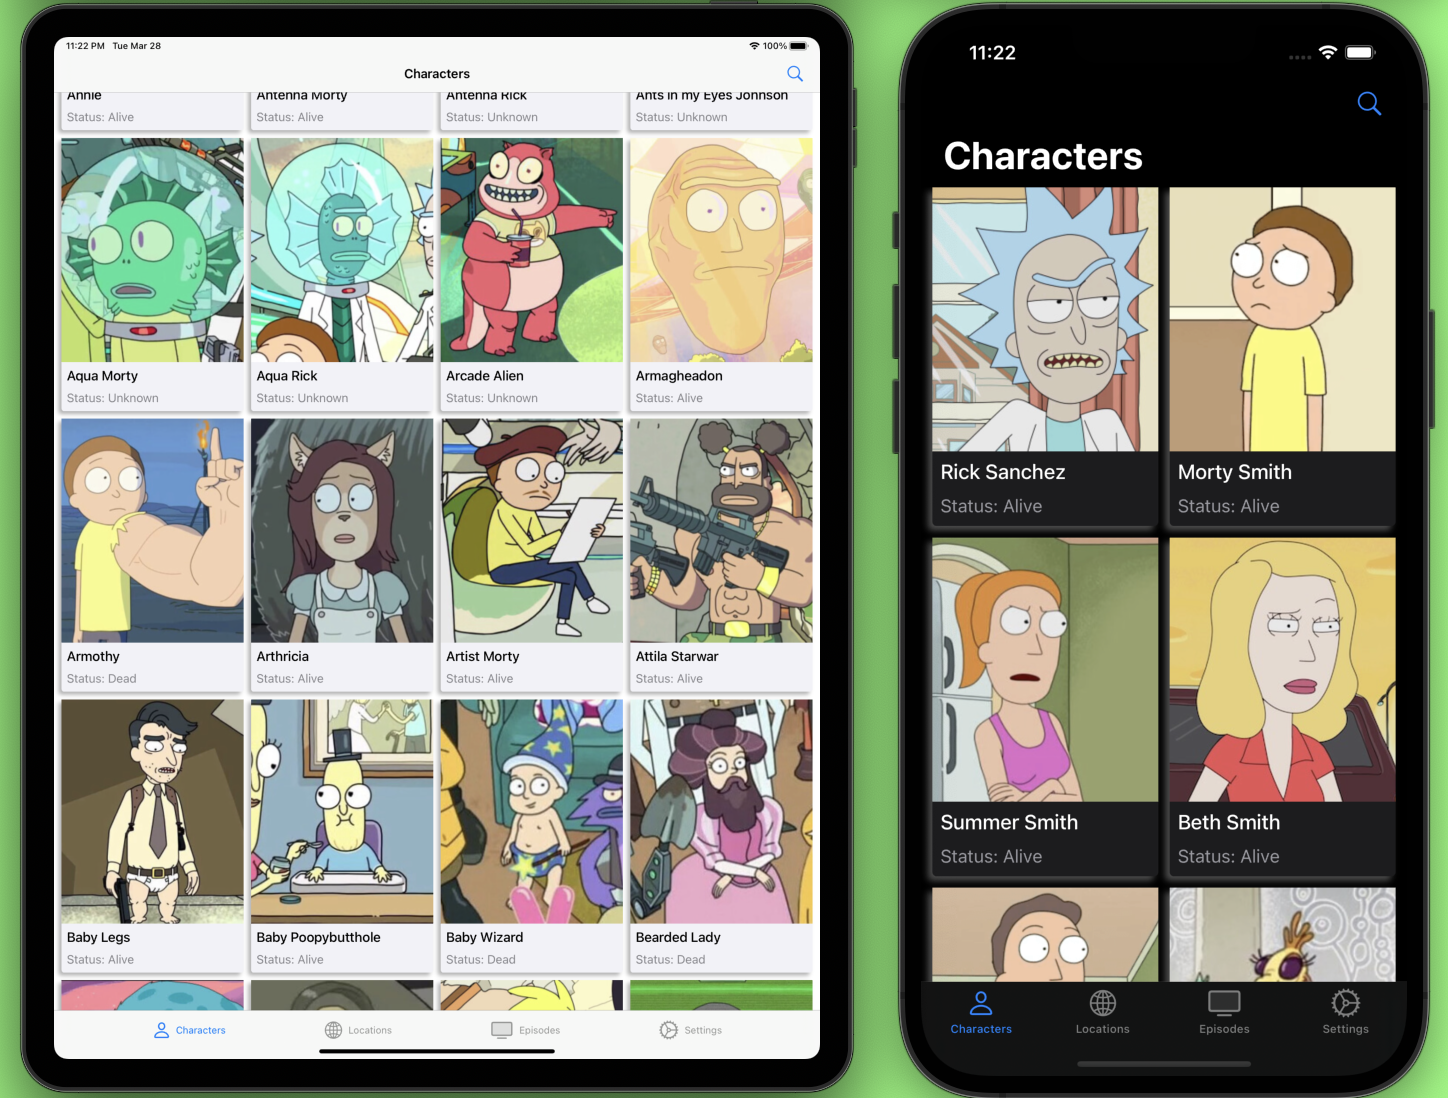 11:22 PM Tue Mar 28
100%
Characters
Annie
Antenna Morty
Antenna Rick
Ants in my Eyes Johnson
Status: Alive
Status: Alive
Status: Unknown
Status: Unknown
Aqua Morty
Aqua Rick
Arcade Alien
Armagheadon
Status: Unknown
Status: Unknown
Status: Unknown
Status: Alive
Armothy
Arthricia
Artist Morty
Attila Starwar
Status: Dead
Status: Alive
Status: Alive
Status: Alive
Baby Legs
Baby Poopybutthole
Baby Wizard
Bearded Lady
Status: Alive
Status: Alive
Status: Dead
Status: Dead
Characters
Locations
Episodes
Settings
11:22
Characters
Rick Sanchez
Morty Smith
Status: Alive
Status: Alive
Summer Smith
Beth Smith
Status: Alive
Status: Alive
Characters
Locations
Episodes
Settings